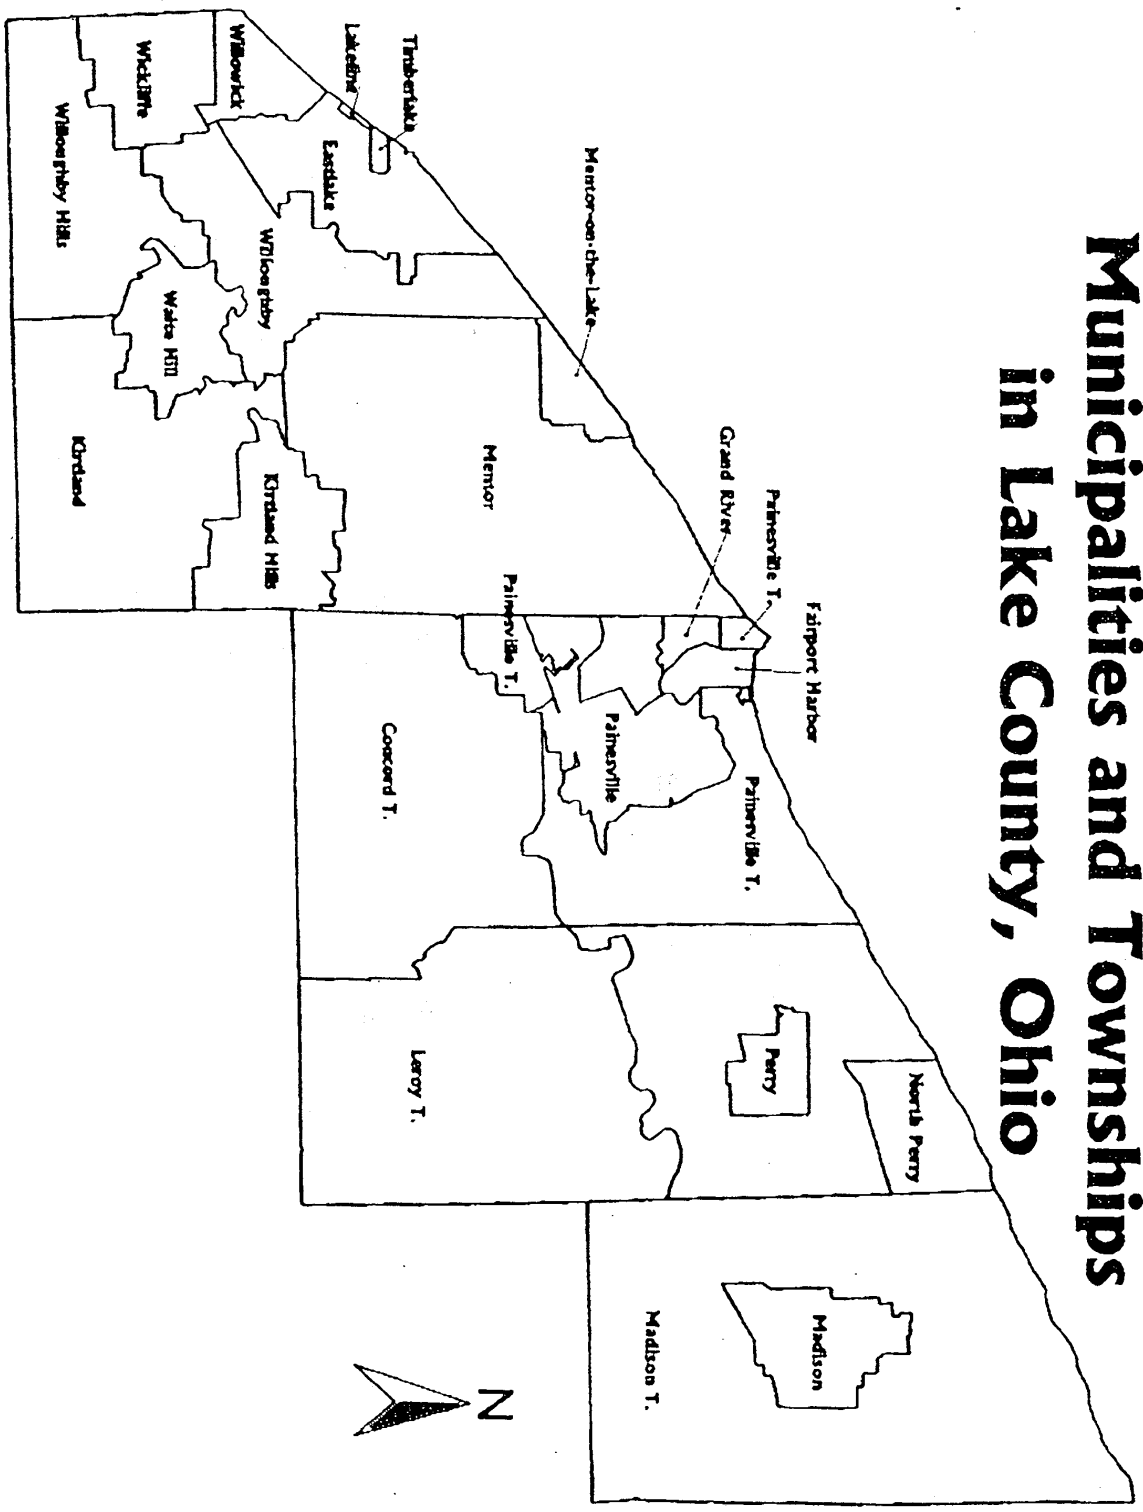 Municipalities and Townships
in Lake County, Ohio
Timberlake
Lakeline
Willowick
Wickliffe
Willoughby Hills
Eastlake
Willoughby
Waite Hill
Mentor-on-the-Lake
Mentor
Kirtland
Kirtland Hills
Grand River
Painesville T.
Fairport Harbor
Painesville T.
Painesville
Painesville T.
Concord T.
Leroy T.
Perry
North Perry
Madison
Madison T.
N